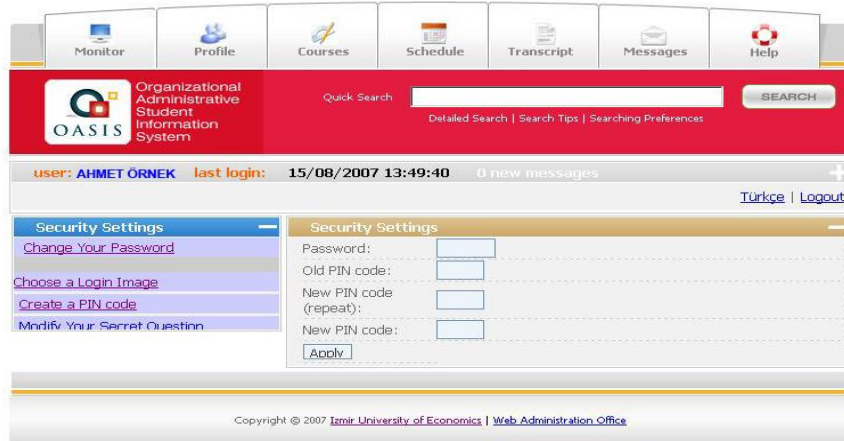 Monitor Profile Courses Schedule Transcript Messages Help
OASIS
Organizational
Administrative
Student
Information
System
Quick Search SEARCH
Detailed Search | Search Tips | Searching Preferences
user: AHMET ÖRNEK last login: 15/08/2007 13:49:40 0 new messages
Türkçe | Logout
Security Settings
Change Your Password
Choose a Login Image
Create a PIN code
Modify Your Secret Question
Security Settings
Password:
Old PIN code:
New PIN code
(repeat):
New PIN code:
Apply
Copyright © 2007 Izmir University of Economics | Web Administration Office